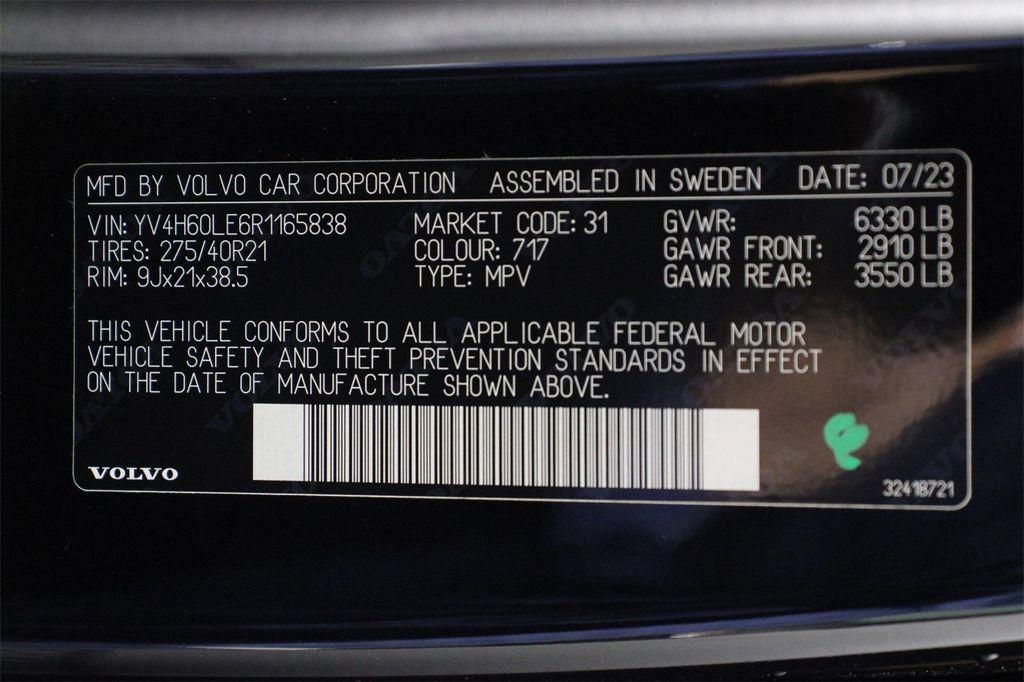 MFD BY VOLVO CAR CORPORATION ASSEMBLED IN SWEDEN DATE: 07/23
VIN: YV4H60LE6R1165838 MARKET CODE: 31 GVWR: 6330 LB
TIRES: 275/40R21 COLOUR: 717 GAWR FRONT: 2910 LB
RIM: 9Jx21x38.5 TYPE: MPV GAWR REAR: 3550 LB
THIS VEHICLE CONFORMS TO ALL APPLICABLE FEDERAL MOTOR
VEHICLE SAFETY AND THEFT PREVENTION STANDARDS IN EFFECT
ON THE DATE OF MANUFACTURE SHOWN ABOVE.
VOLVO
32418721